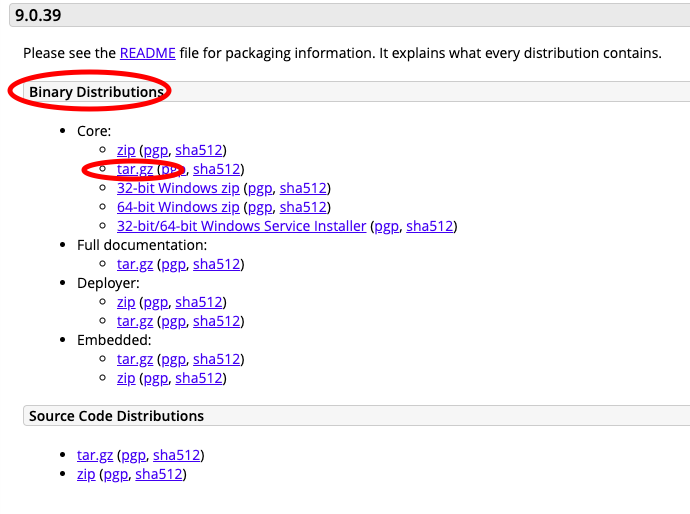 9.0.39
Please see the README file for packaging information. It explains what every distribution contains.
Binary Distributions
Core:
zip (pgp, sha512)
tar.gz (pgp, sha512)
32-bit Windows zip (pgp, sha512)
64-bit Windows zip (pgp, sha512)
32-bit/64-bit Windows Service Installer (pgp, sha512)
Full documentation:
tar.gz (pgp, sha512)
Deployer:
zip (pgp, sha512)
tar.gz (pgp, sha512)
Embedded:
tar.gz (pgp, sha512)
zip (pgp, sha512)
Source Code Distributions
tar.gz (pgp, sha512)
zip (pgp, sha512)